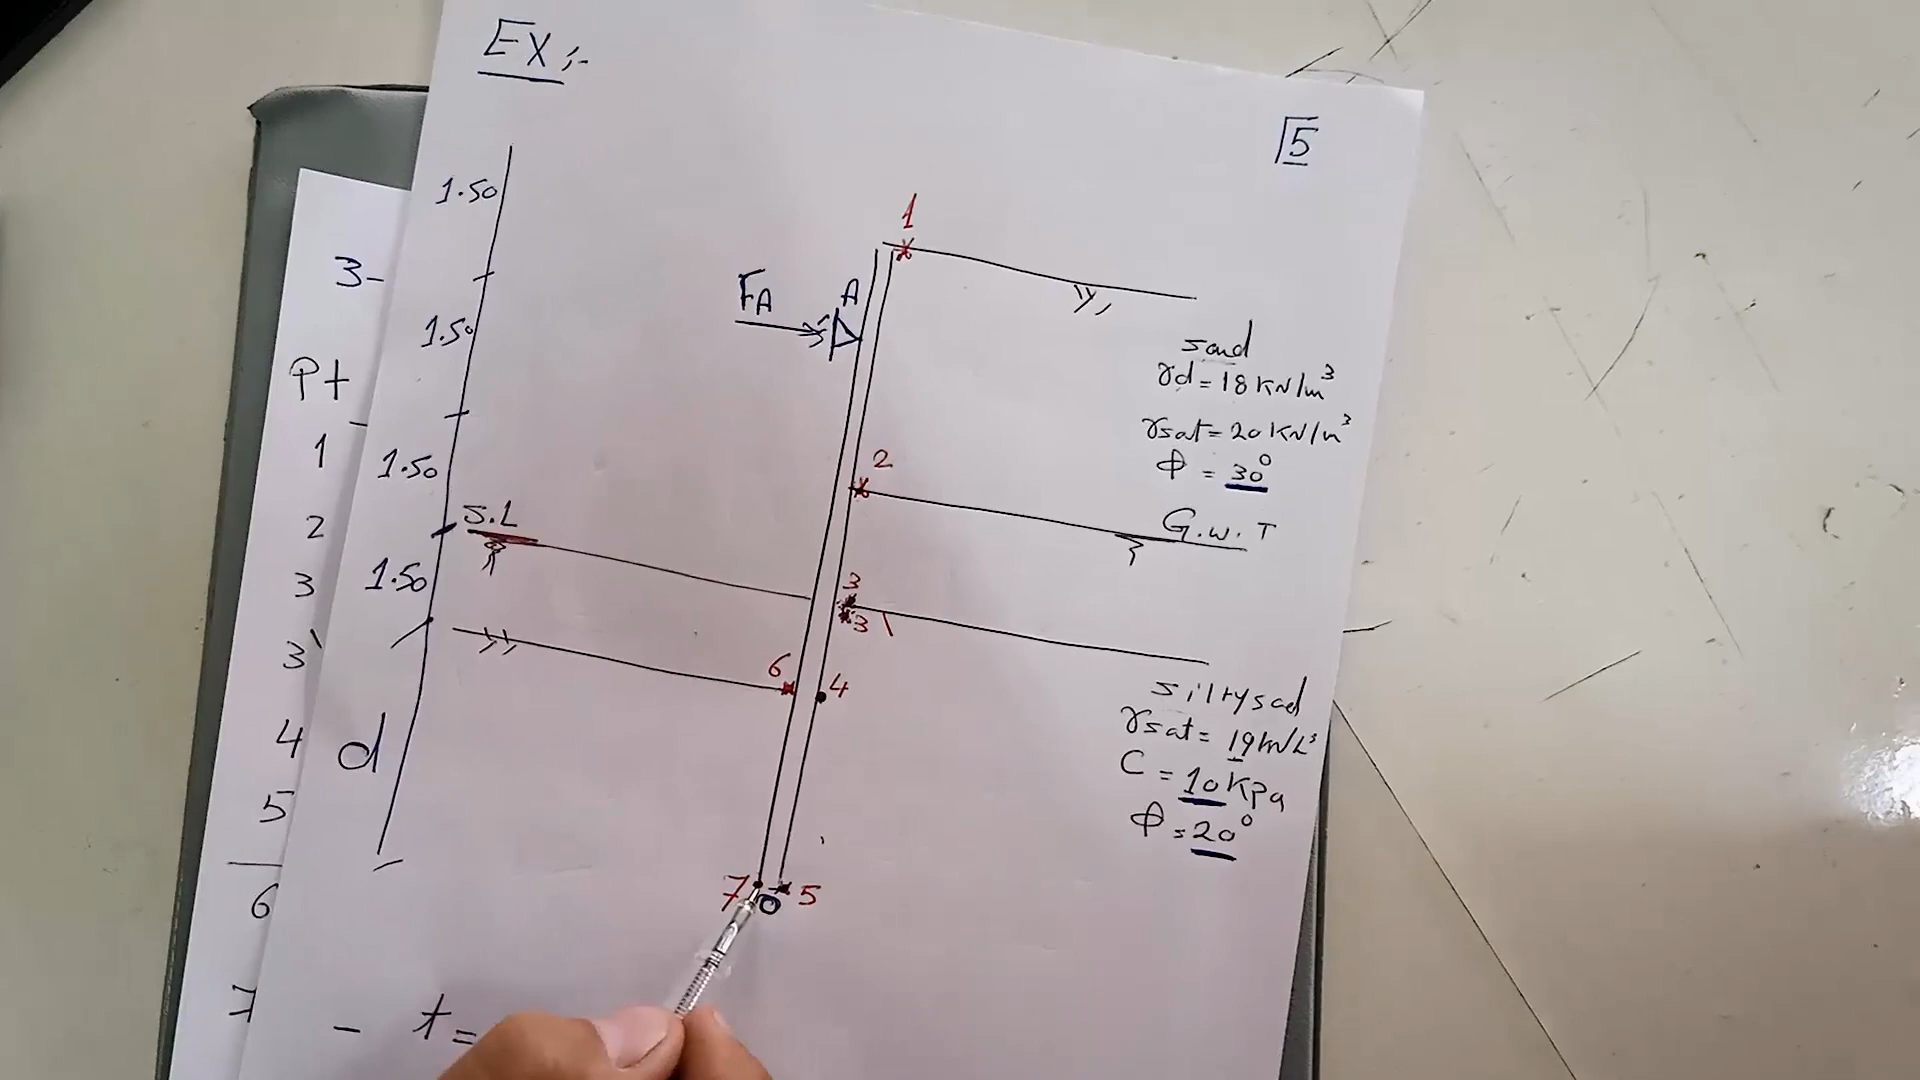 EX:-
5
1.50
1
3-
FA
A
1.50
sand
γd = 18 KN/m³
Pt
1
1.50
2
γsat = 20 KN/m³
Φ = 30°
S.L
G.W.T
2
1.50
3
3
3\
3\
6
4
siltysad
γsat = 19 KN/
C = 10 KPa
Φ = 20°
4
d
5
6
7
O
5
7
- t =